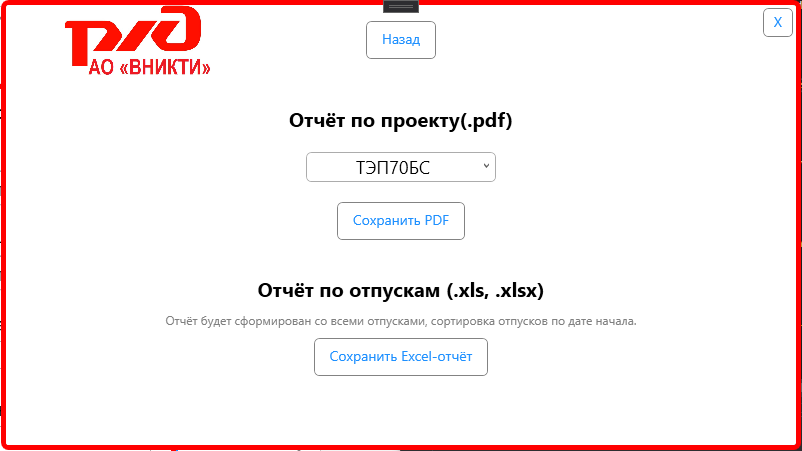 РЖД
АО «ВНИКТИ»
Назад
X
Отчёт по проекту(.pdf)
ТЭП70БС
Сохранить PDF
Отчёт по отпускам (.xls, .xlsx)
Отчёт будет сформирован со всеми отпусками, сортировка отпусков по дате начала.
Сохранить Excel-отчёт